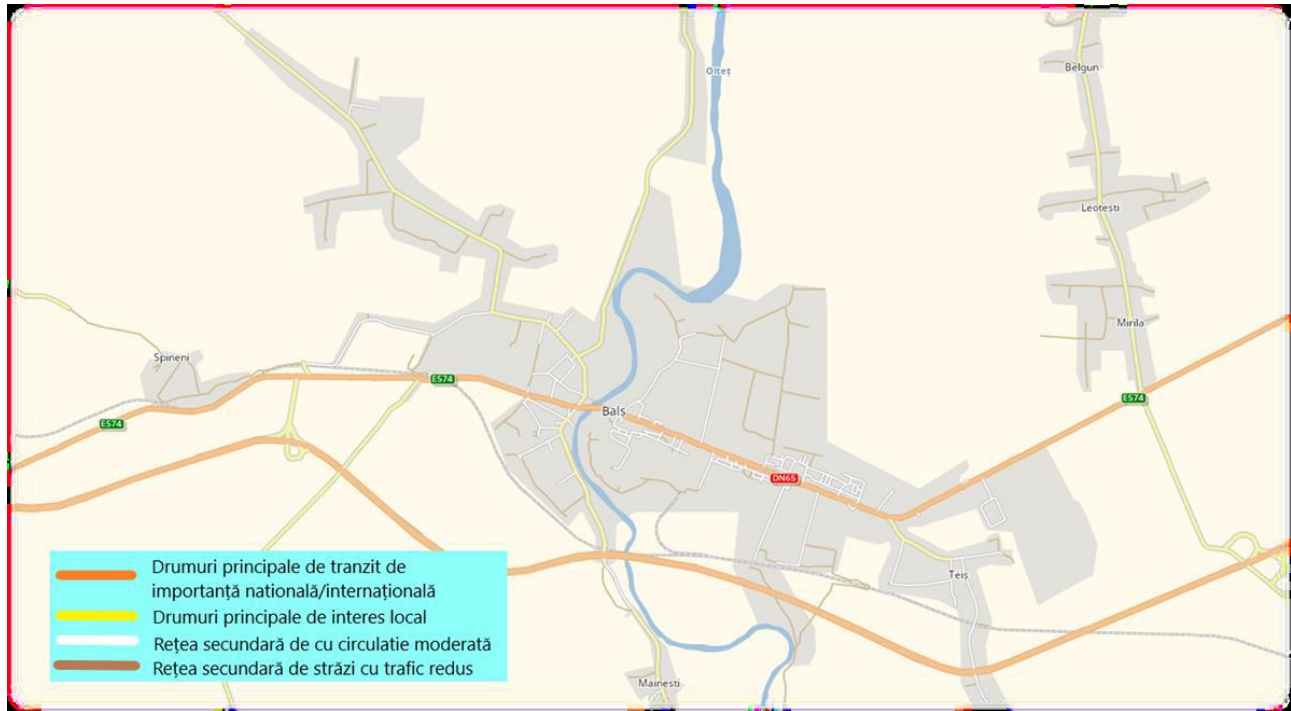 Olteț
Belgun
Leotești
Mirila
Spineni
E574
E574
Balș
E574
DN65
Teiș
Mainesti
Drumuri principale de tranzit de
importanță națională/internațională
Drumuri principale de interes local
Rețea secundară de cu circulatie moderată
Rețea secundară de străzi cu trafic redus